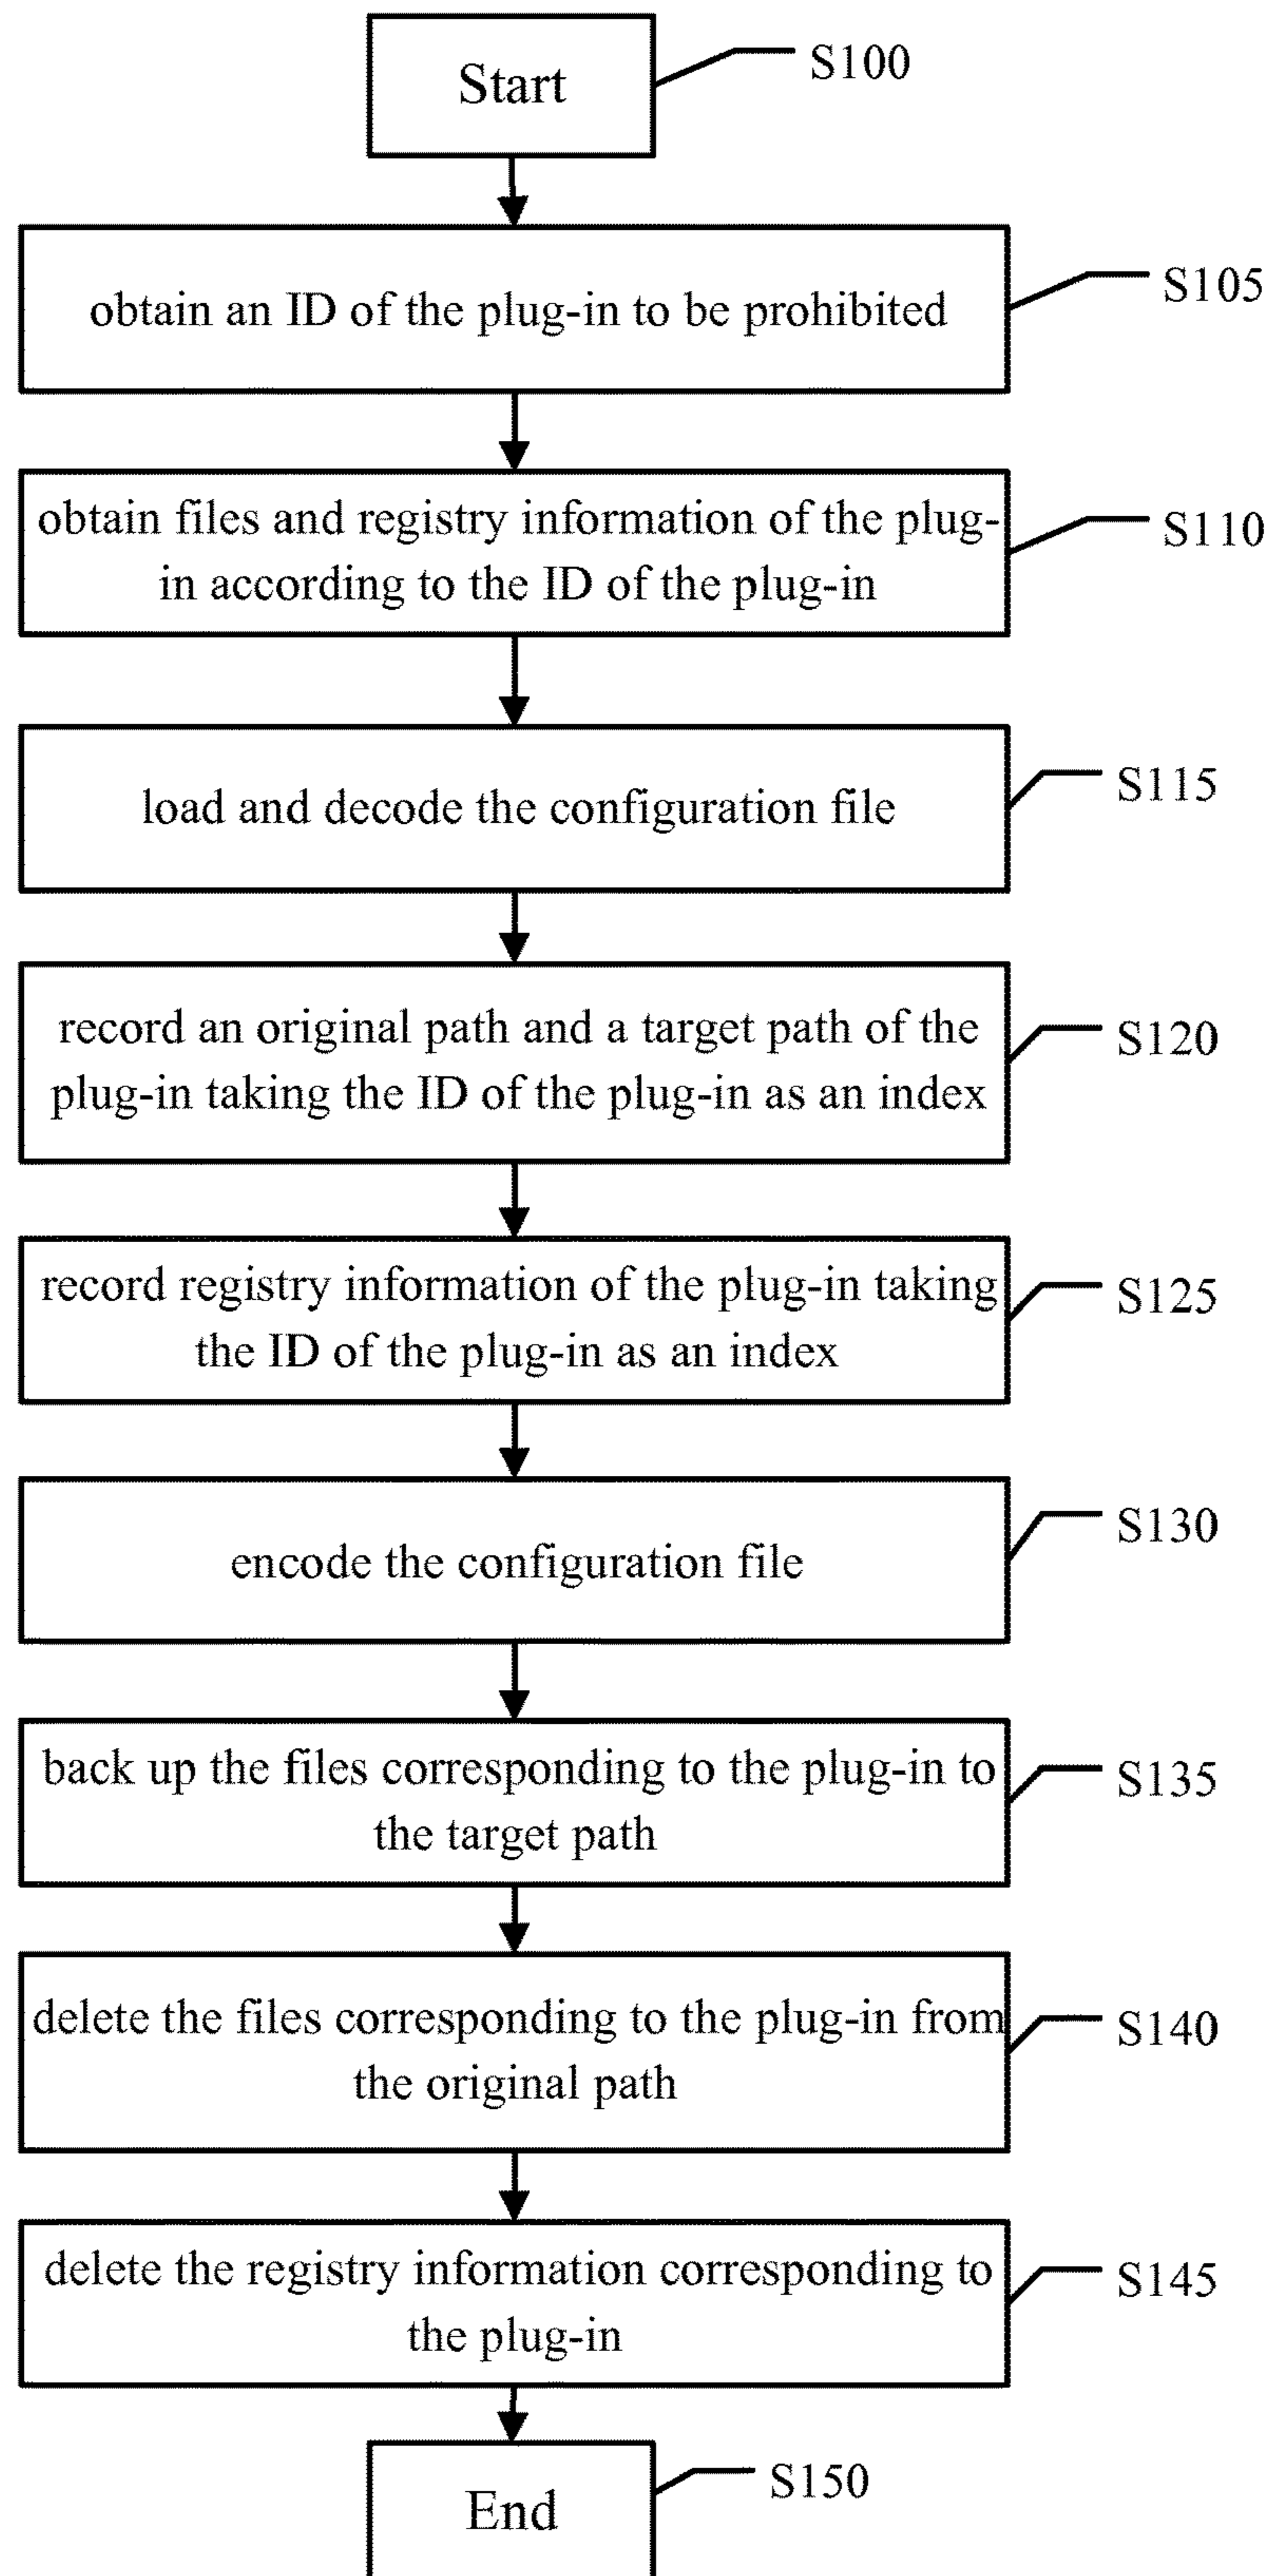 Start
S100
obtain an ID of the plug-in to be prohibited
S105
obtain files and registry information of the plug-
in according to the ID of the plug-in
S110
load and decode the configuration file
S115
record an original path and a target path of the
plug-in taking the ID of the plug-in as an index
S120
record registry information of the plug-in taking
the ID of the plug-in as an index
S125
encode the configuration file
S130
back up the files corresponding to the plug-in to
the target path
S135
delete the files corresponding to the plug-in from
the original path
S140
delete the registry information corresponding to
the plug-in
S145
End
S150